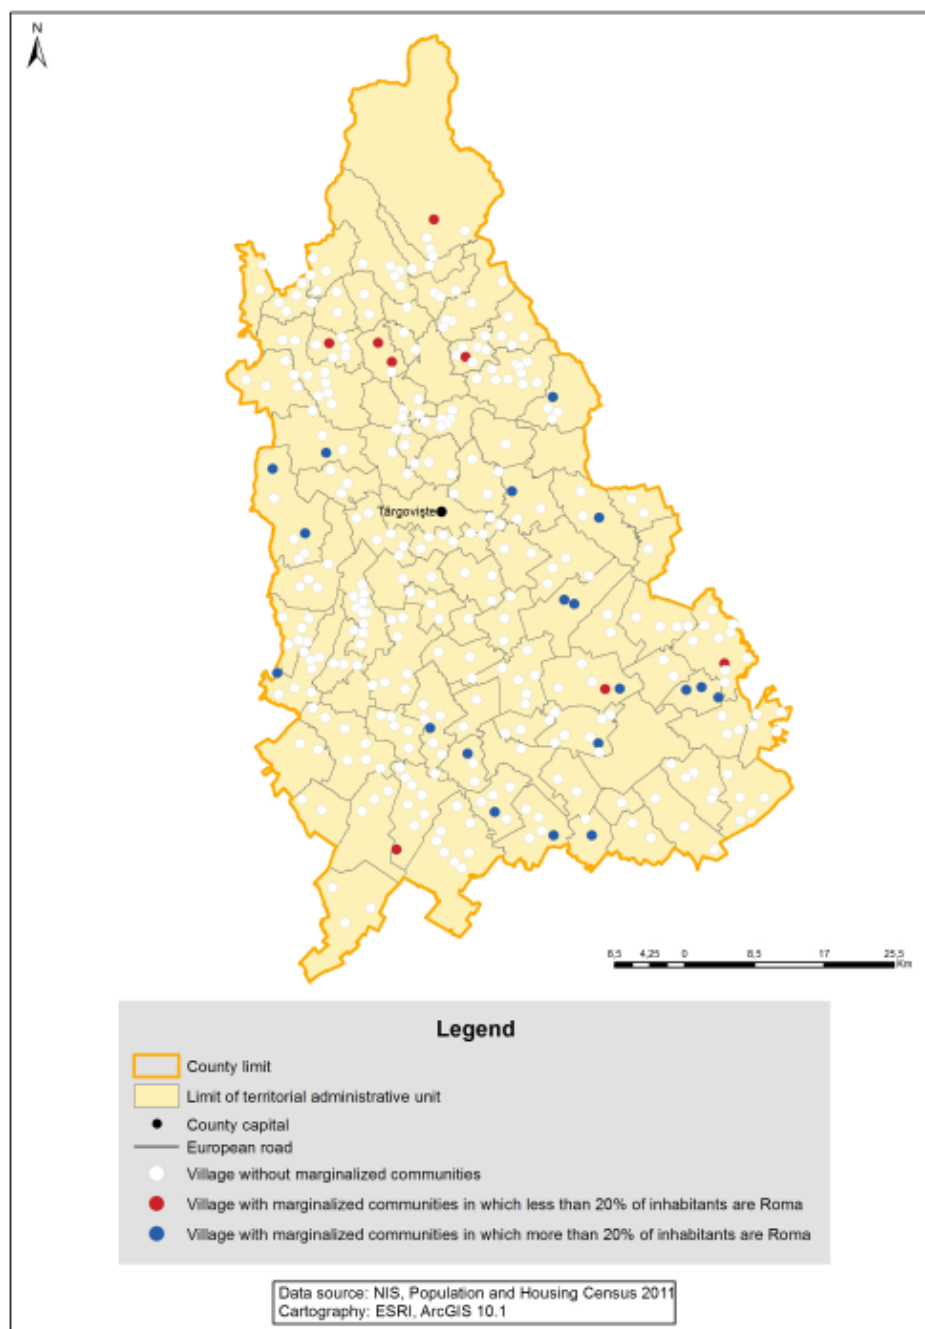 N
Târgovişte
8,5 4,25 0 8,5 17 25,5
Km
Legend
County limit
Limit of territorial administrative unit
County capital
European road
Village without marginalized communities
Village with marginalized communities in which less than 20% of inhabitants are Roma
Village with marginalized communities in which more than 20% of inhabitants are Roma
Data source: NIS, Population and Housing Census 2011
Cartography: ESRI, ArcGIS 10.1